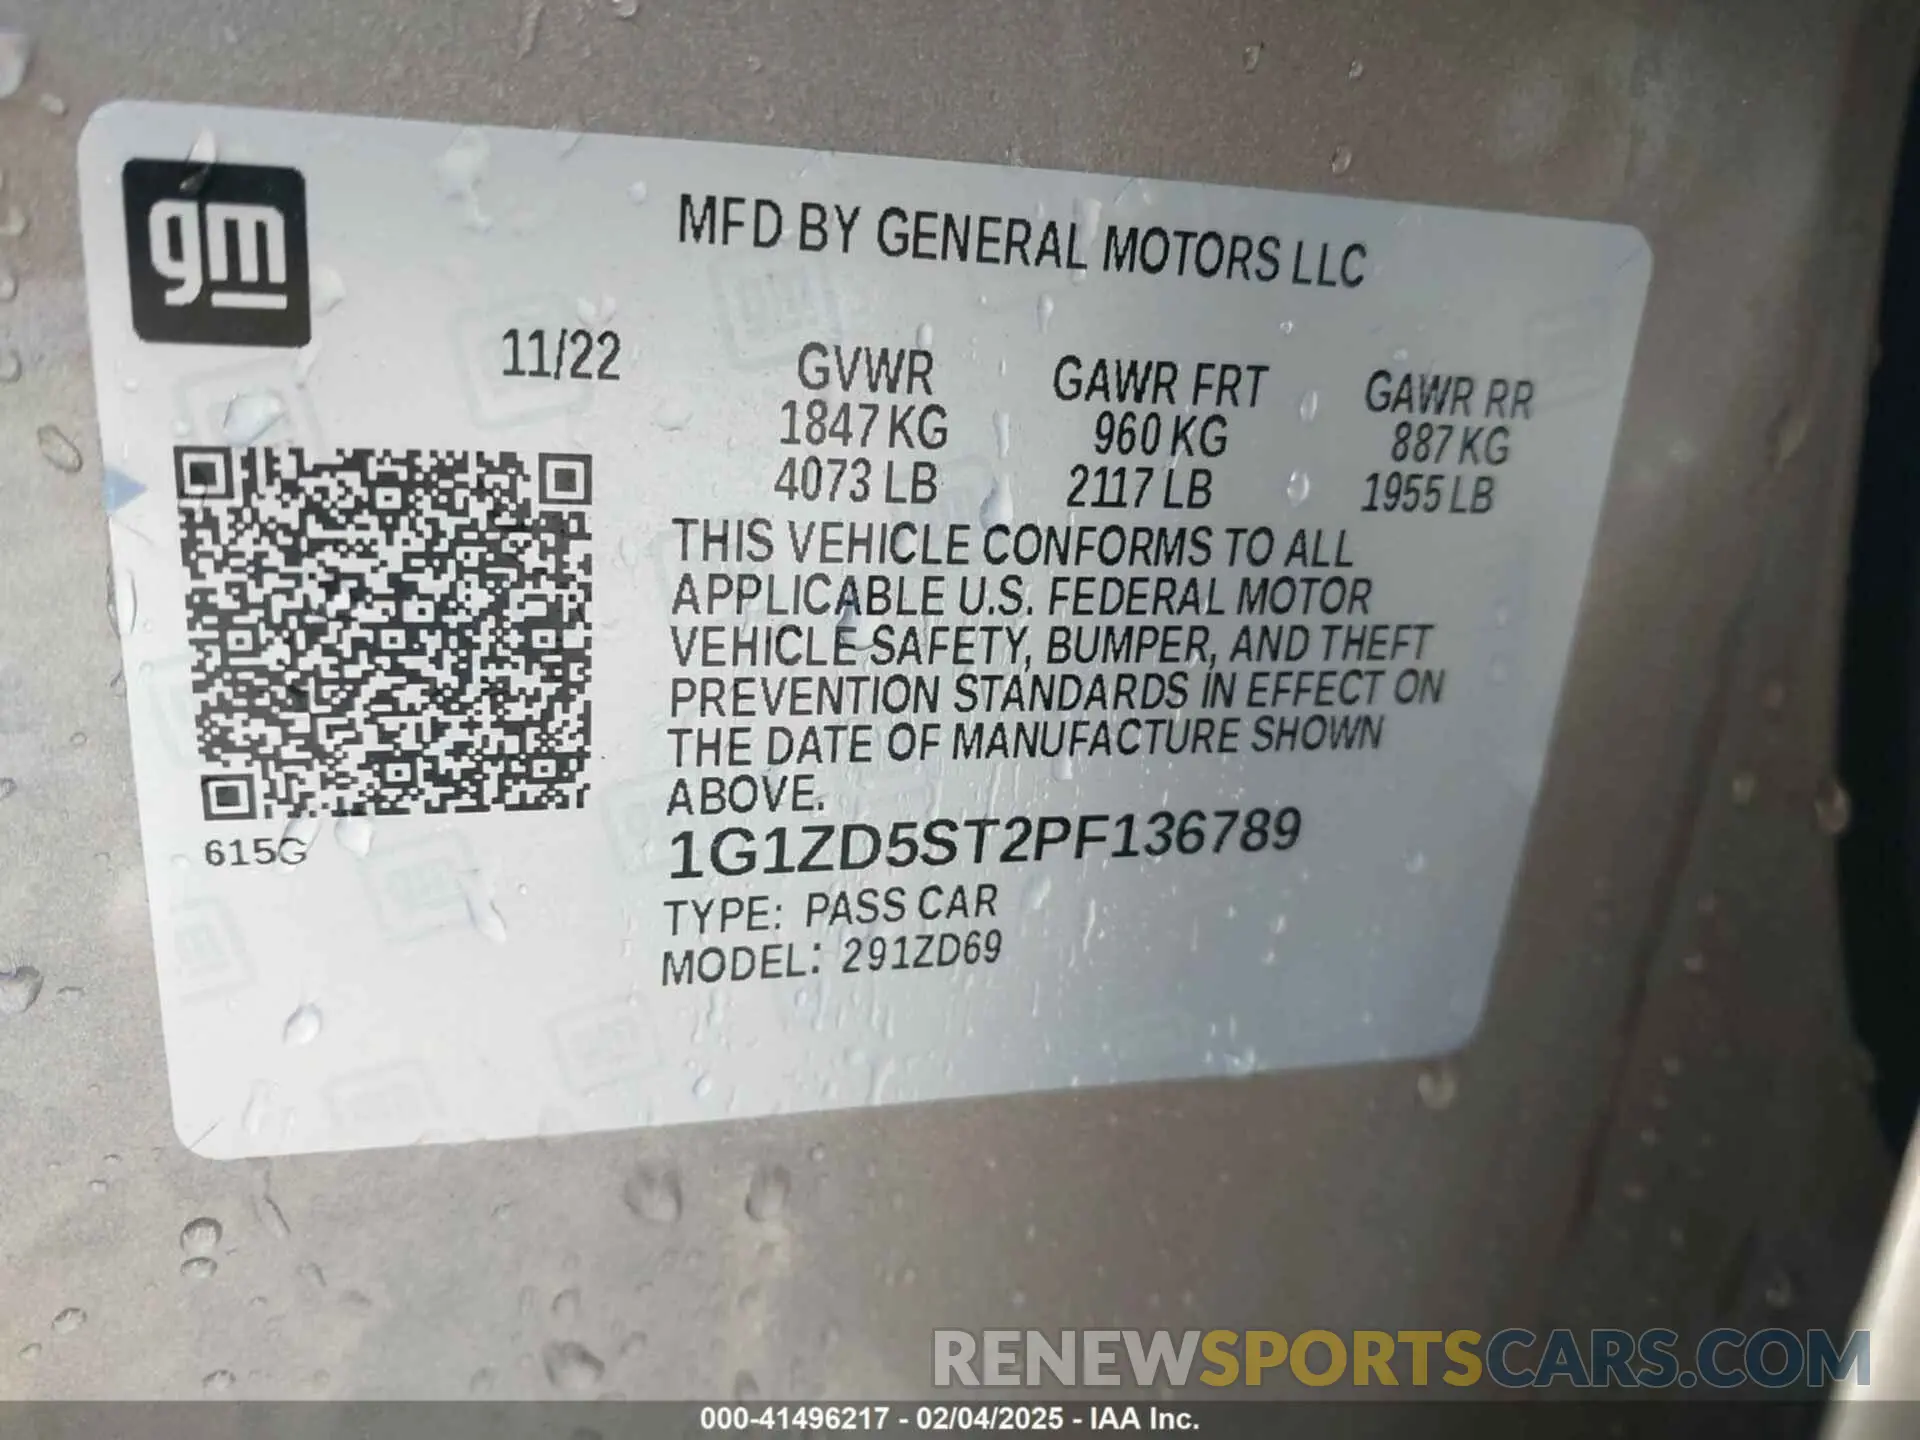 gm
MFD BY GENERAL MOTORS LLC
11/22
GVWR GAWR FRT GAWR RR
1847 KG 960 KG 887 KG
4073 LB 2117 LB 1955 LB
THIS VEHICLE CONFORMS TO ALL
APPLICABLE U.S. FEDERAL MOTOR
VEHICLE SAFETY, BUMPER, AND THEFT
PREVENTION STANDARDS IN EFFECT ON
THE DATE OF MANUFACTURE SHOWN
ABOVE.
615G
1G1ZD5ST2PF136789
TYPE: PASS CAR
MODEL: 291ZD69
RENEWSPORTSCARS.COM
000-41496217 - 02/04/2025 - IAA Inc.